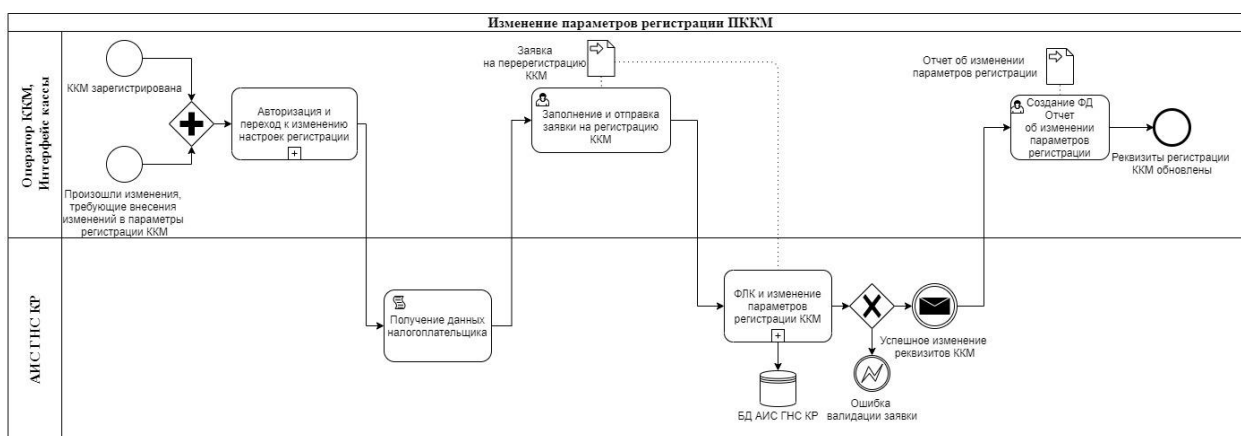 Изменение параметров регистрации ПККМ
Оператор ККМ,
Интерфейс кассы
ККМ зарегистрирована
Произошли изменения,
требующие внесения
изменений в параметры
регистрации ККМ
Авторизация и
переход к изменению
настроек регистрации
Заявка
на перерегистрацию
ККМ
Заполнение и отправка
заявки на регистрацию
ККМ
Отчет об изменении
параметров регистрации
Создание ФД
Отчет
об изменении
параметров
регистрации
Реквизиты регистрации
ККМ обновлены
АИС ГНС КР
Получение данных
налогоплательщика
ФЛК и изменение
параметров
регистрации ККМ
БД АИС ГНС КР
Успешное изменение
реквизитов ККМ
Ошибка
валидации заявки